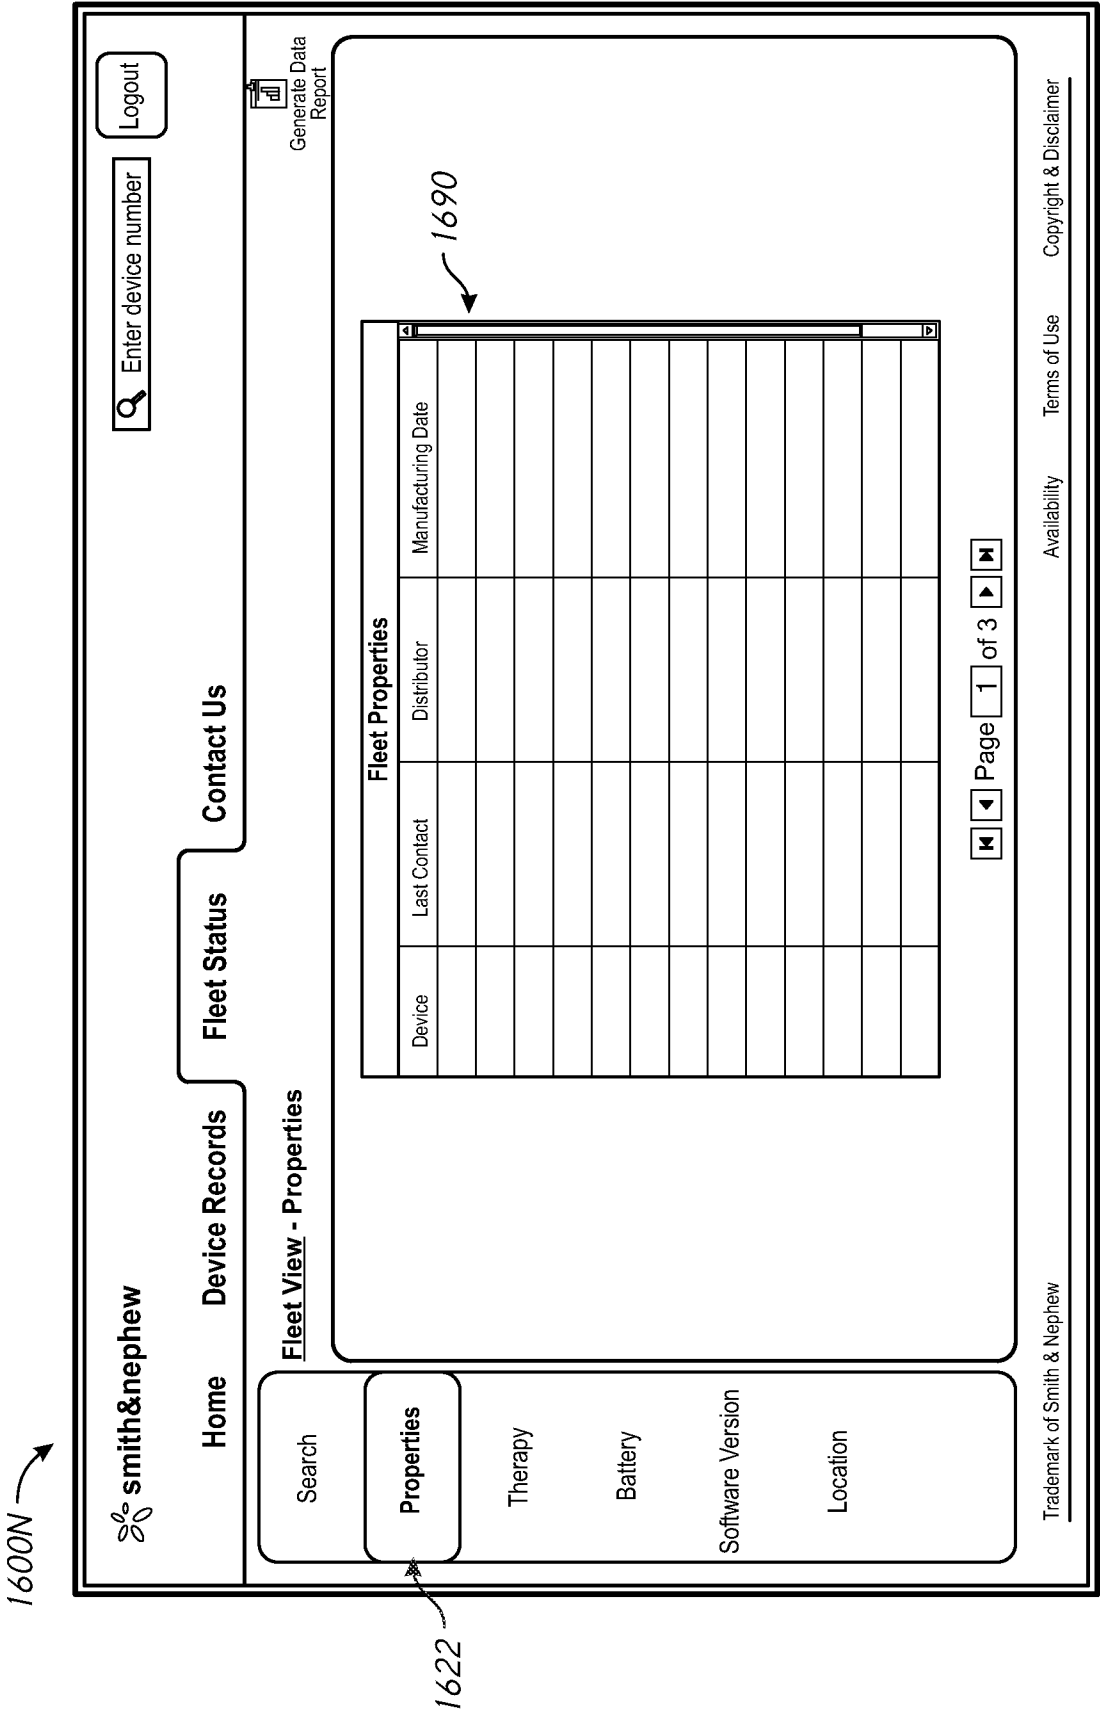 1600N
smith&nephew
Enter device number
Logout
Home
Device Records
Fleet Status
Contact Us
Fleet View - Properties
Generate Data
Report
Search
Properties
Therapy
Battery
Software Version
Location
1622
Fleet Properties
Device
Last Contact
Distributor
Manufacturing Date
1690
Page 1 of 3
Trademark of Smith & Nephew
Availability
Terms of Use
Copyright & Disclaimer